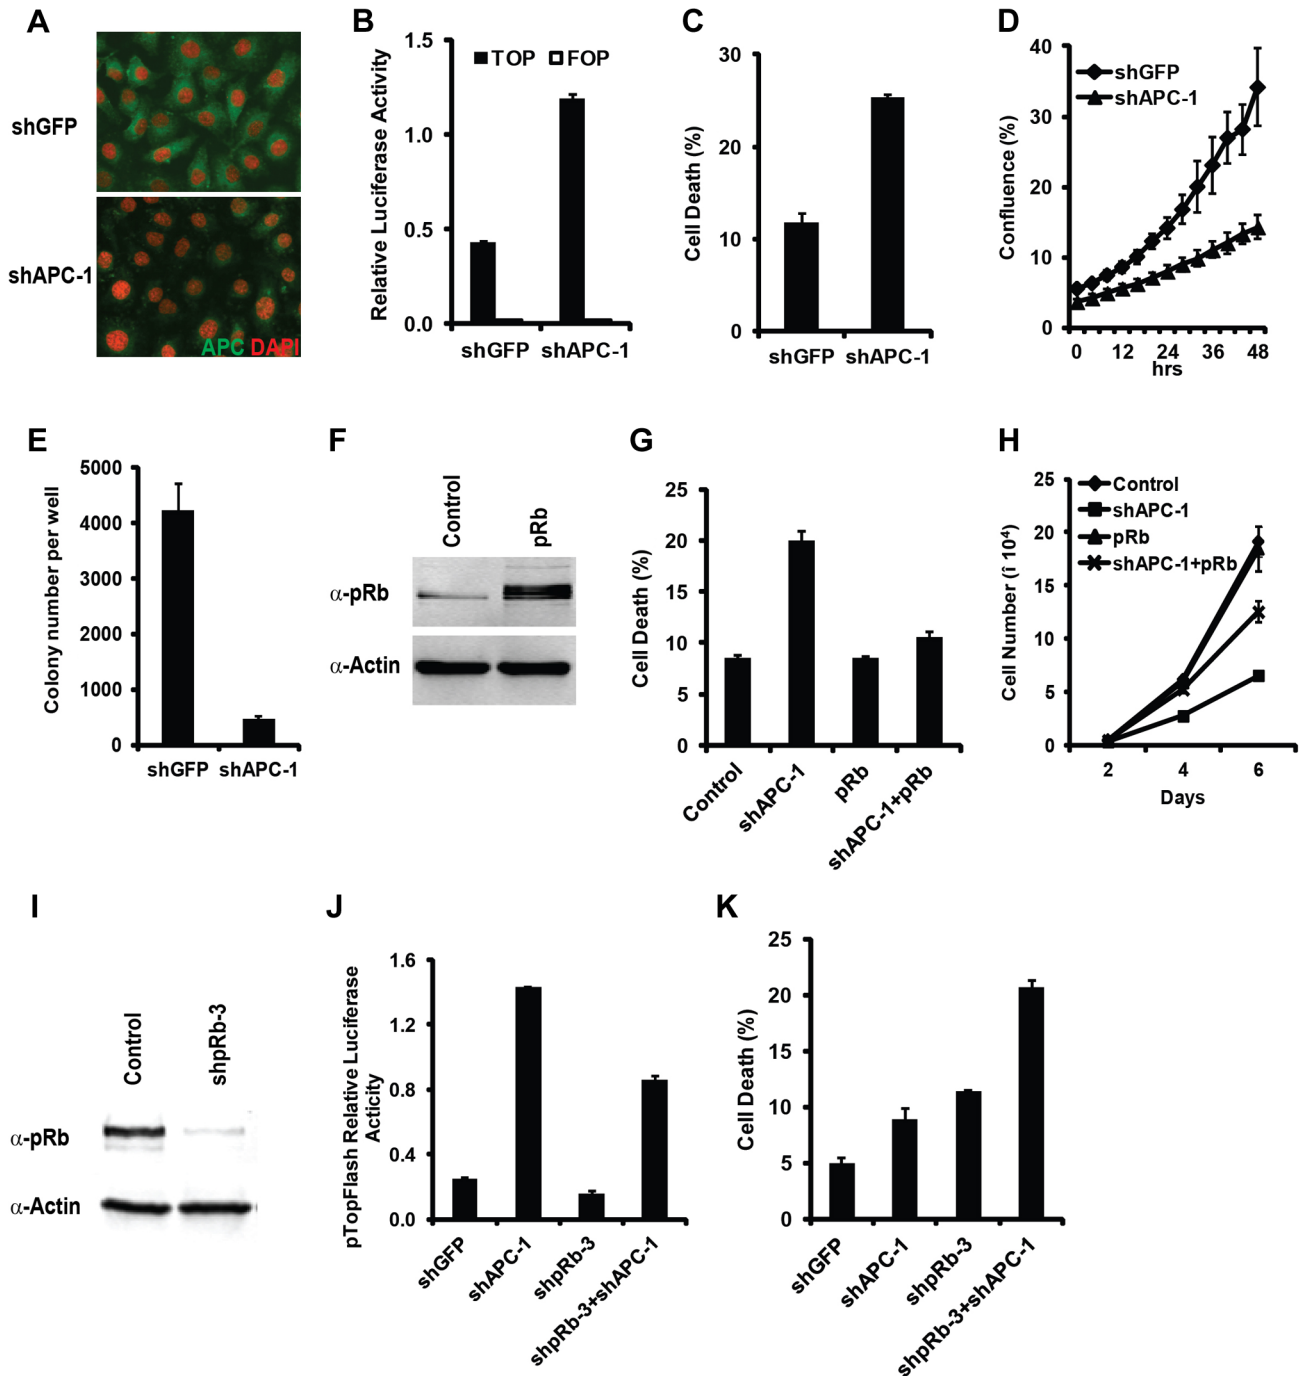 A
shGFP
shAPC-1
APC DAPI
B
Relative Luciferase Activity
1.5
1.0
0.5
0.0
TOP FOP
shGFP shAPC-1
C
Cell Death (%)
30
20
10
0
shGFP shAPC-1
D
Confluence (%)
40
30
20
10
0
shGFP
shAPC-1
0 12 24 36 48
hrs
E
Colony number per well
5000
4000
3000
2000
1000
0
shGFP shAPC-1
F
Control pRb
α-pRb
α-Actin
G
Cell Death (%)
25
20
15
10
5
0
Control
shAPC-1
pRb
shAPC-1+pRb
H
Cell Number (î 10⁴)
25
20
15
10
5
0
Control
shAPC-1
pRb
shAPC-1+pRb
2 4 6
Days
I
Control shpRb-3
α-pRb
α-Actin
J
pTopFlash Relative Luciferase
Acticity
1.6
1.2
0.8
0.4
0.0
shGFP
shAPC-1
shpRb-3
shpRb-3+shAPC-1
K
Cell Death (%)
25
20
15
10
5
0
shGFP
shAPC-1
shpRb-3
shpRb-3+shAPC-1